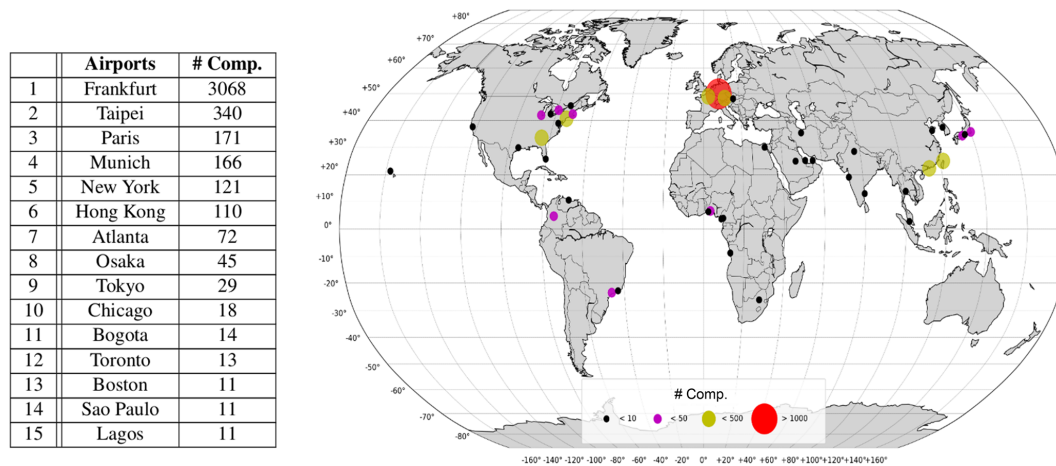 Airports # Comp.
1 Frankfurt 3068
2 Taipei 340
3 Paris 171
4 Munich 166
5 New York 121
6 Hong Kong 110
7 Atlanta 72
8 Osaka 45
9 Tokyo 29
10 Chicago 18
11 Bogota 14
12 Toronto 13
13 Boston 11
14 Sao Paulo 11
15 Lagos 11
+80°
+70°
+60°
+50°
+40°
+30°
+20°
+10°
0°
-10°
-20°
-30°
-40°
-50°
-60°
-70°
-80°
# Comp.
< 10 < 50 < 500 > 1000
-160° -140° -120° -100° -80° -60° -40° -20° 0° +20° +40° +60° +80° +100° +120° +140° +160°